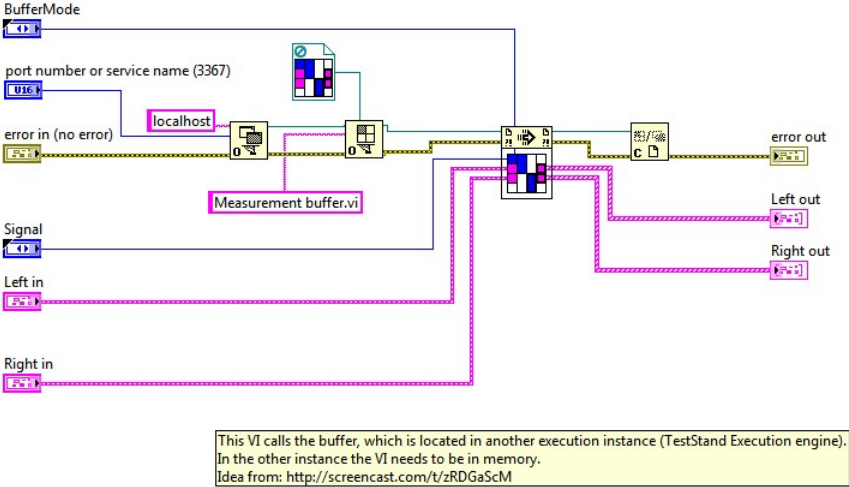 BufferMode
port number or service name (3367)
U16
localhost
error in (no error)
error out
Measurement buffer.vi
Left out
Signal
Right out
Left in
Right in
This VI calls the buffer, which is located in another execution instance (TestStand Execution engine).
In the other instance the VI needs to be in memory.
Idea from: http://screencast.com/t/zRDGaScM